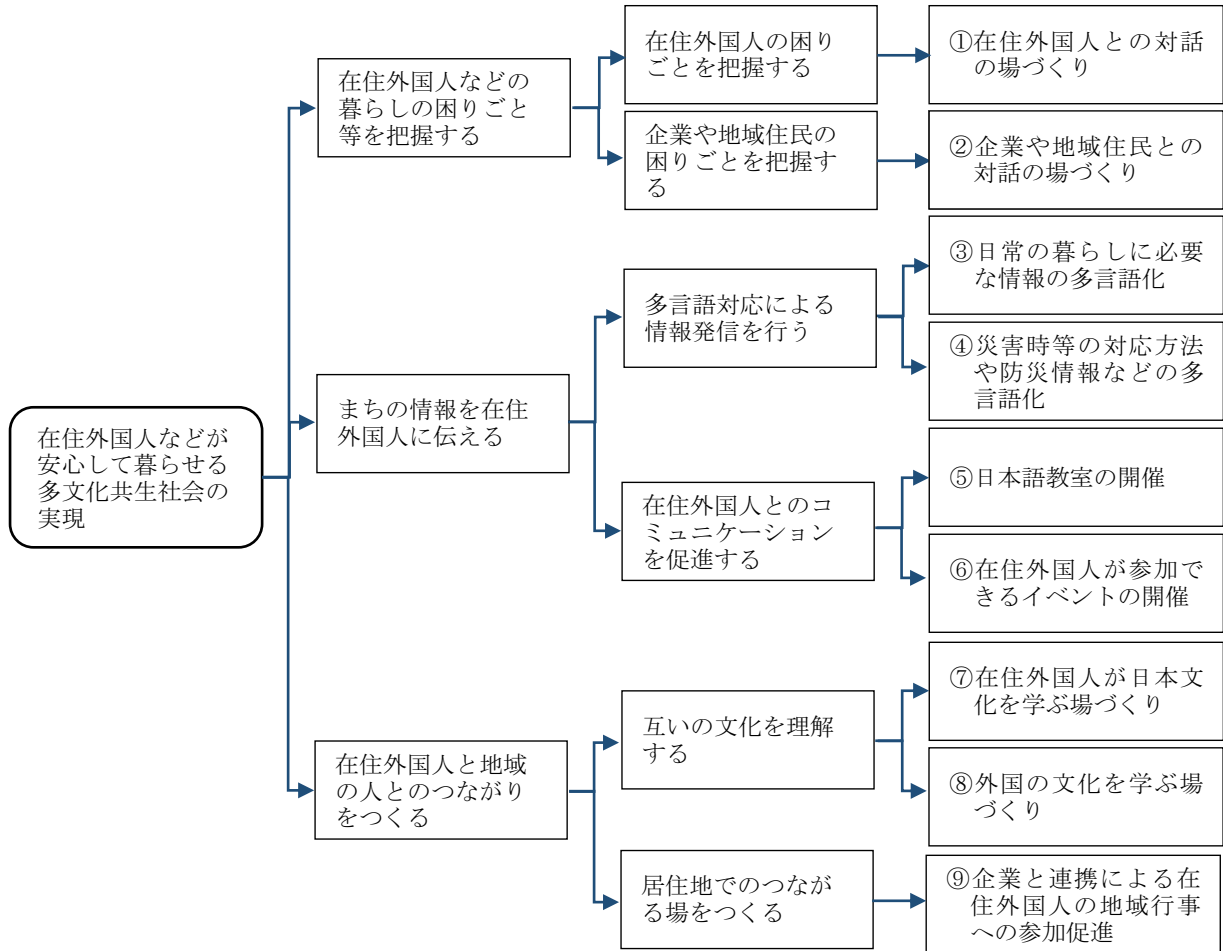 在住外国人などが
安心して暮らせる
多文化共生社会の
実現
在住外国人などの
暮らしの困りごと
等を把握する
在住外国人の困り
ごとを把握する
①在住外国人との対話
の場づくり
企業や地域住民の
困りごとを把握す
る
②企業や地域住民との
対話の場づくり
まちの情報を在住
外国人に伝える
多言語対応による
情報発信を行う
③日常の暮らしに必要
な情報の多言語化
④災害時等の対応方法
や防災情報などの多
言語化
在住外国人とのコ
ミュニケーション
を促進する
⑤日本語教室の開催
⑥在住外国人が参加で
きるイベントの開催
在住外国人と地域
の人とのつながり
をつくる
互いの文化を理解
する
⑦在住外国人が日本文
化を学ぶ場づくり
⑧外国の文化を学ぶ場
づくり
居住地でのつなが
る場をつくる
⑨企業と連携による在
住外国人の地域行事
への参加促進